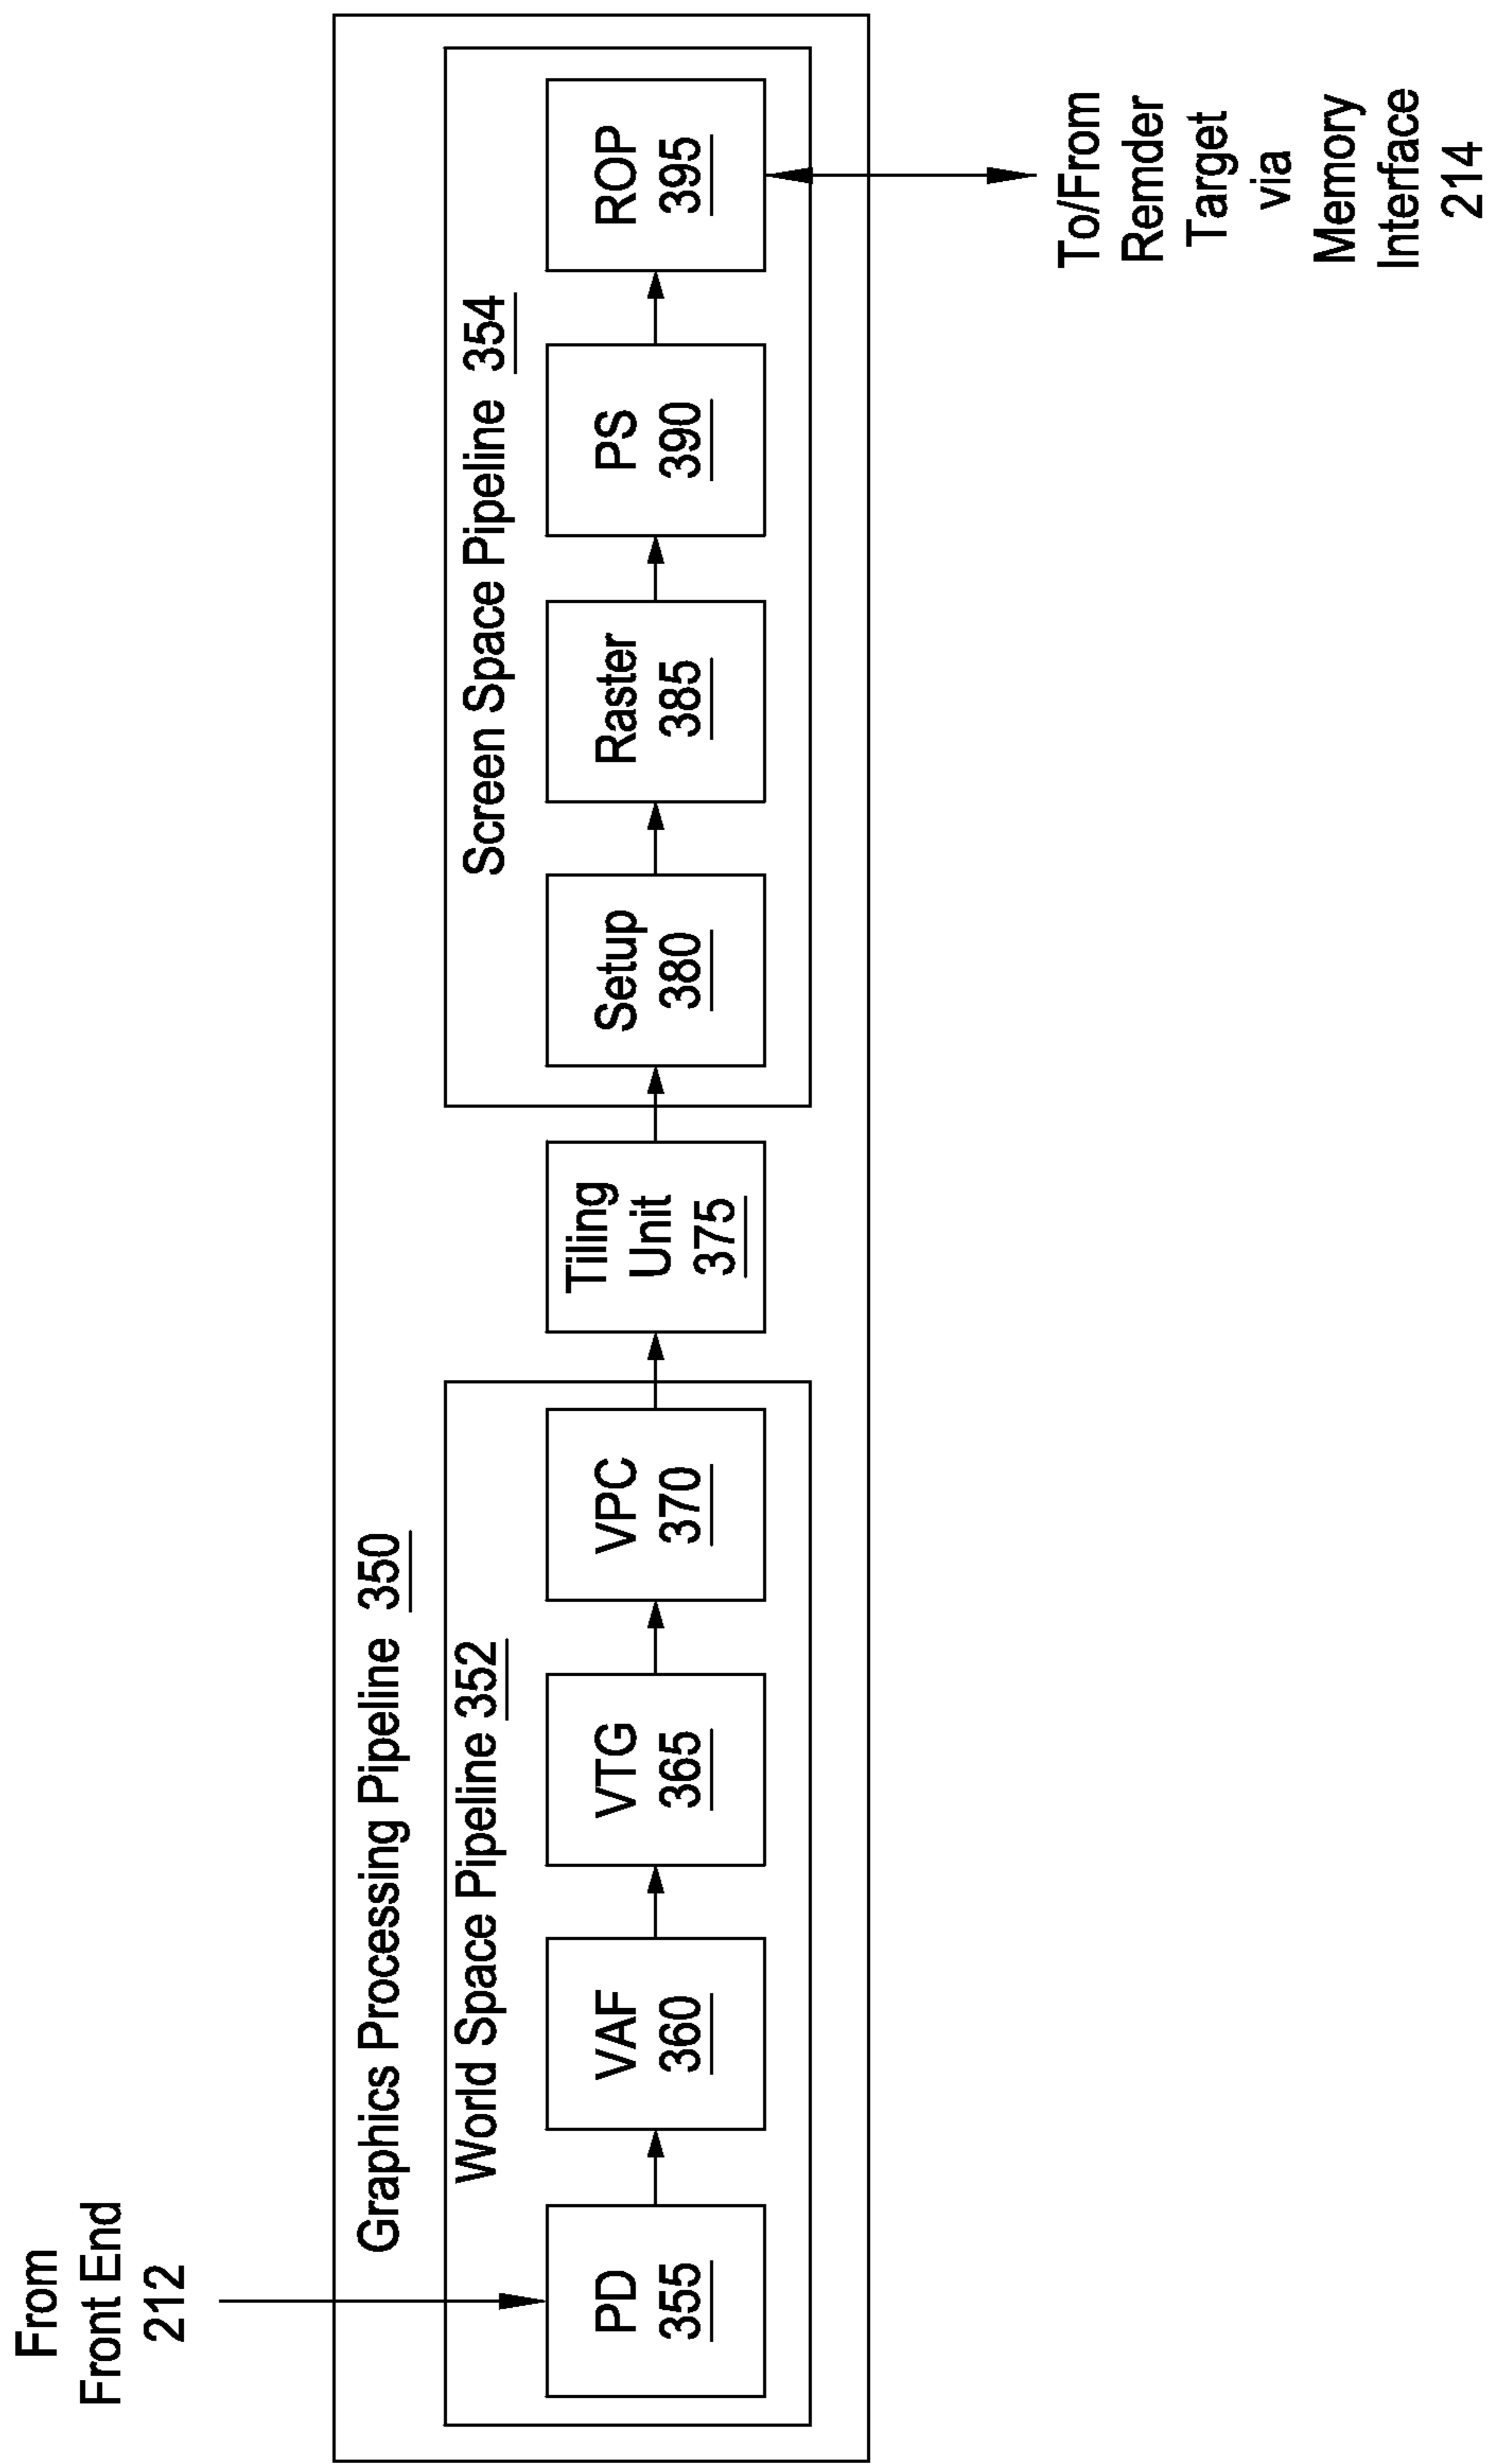 From
Front End
212
Graphics Processing Pipeline 350
World Space Pipeline 352
PD
355
VAF
360
VTG
365
VPC
370
Tiling
Unit
375
Screen Space Pipeline 354
Setup
380
Raster
385
PS
390
ROP
395
To/From
Remder
Target
via
Memory
Interface
214